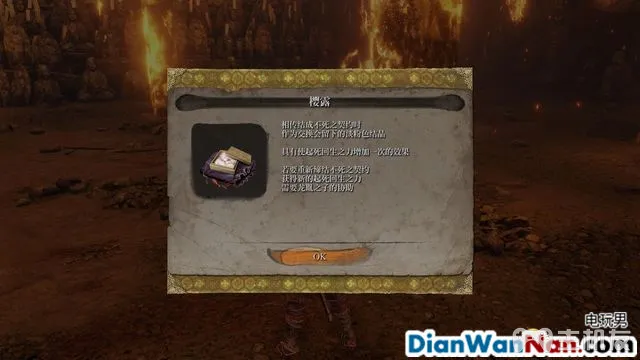 樱露
相传结成不死之契约时
作为交换会留下的淡粉色结晶
具有使起死回生之力增加一次的效果
若要重新缔结不死之契约
获得新的起死回生之力
需要龙胤之子的协助
OK
电玩男
DianWanNan.com